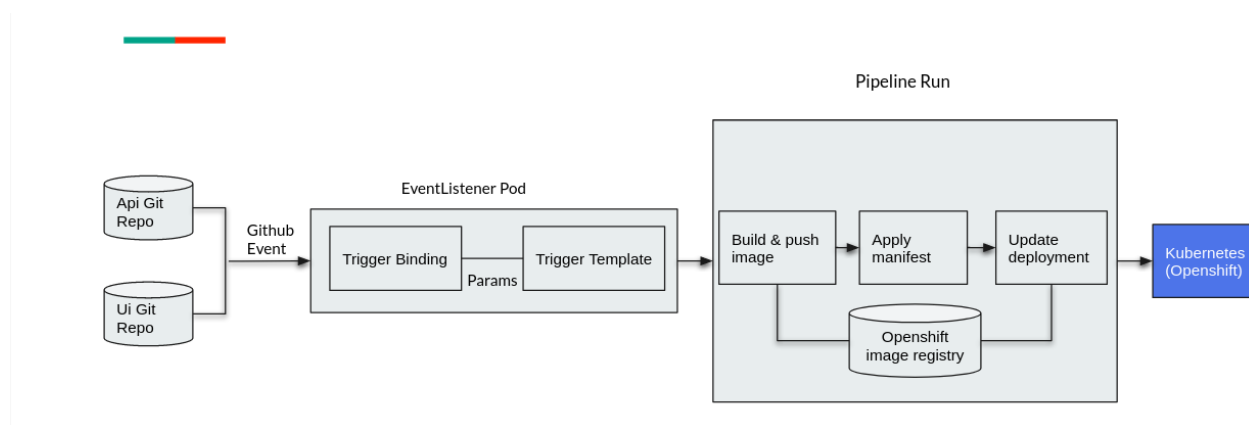 Pipeline Run
EventListener Pod
Api Git
Repo
Github
Event
Ui Git
Repo
Trigger Binding
Params
Trigger Template
Build & push
image
Apply
manifest
Update
deployment
Openshift
image registry
Kubernetes
(Openshift)